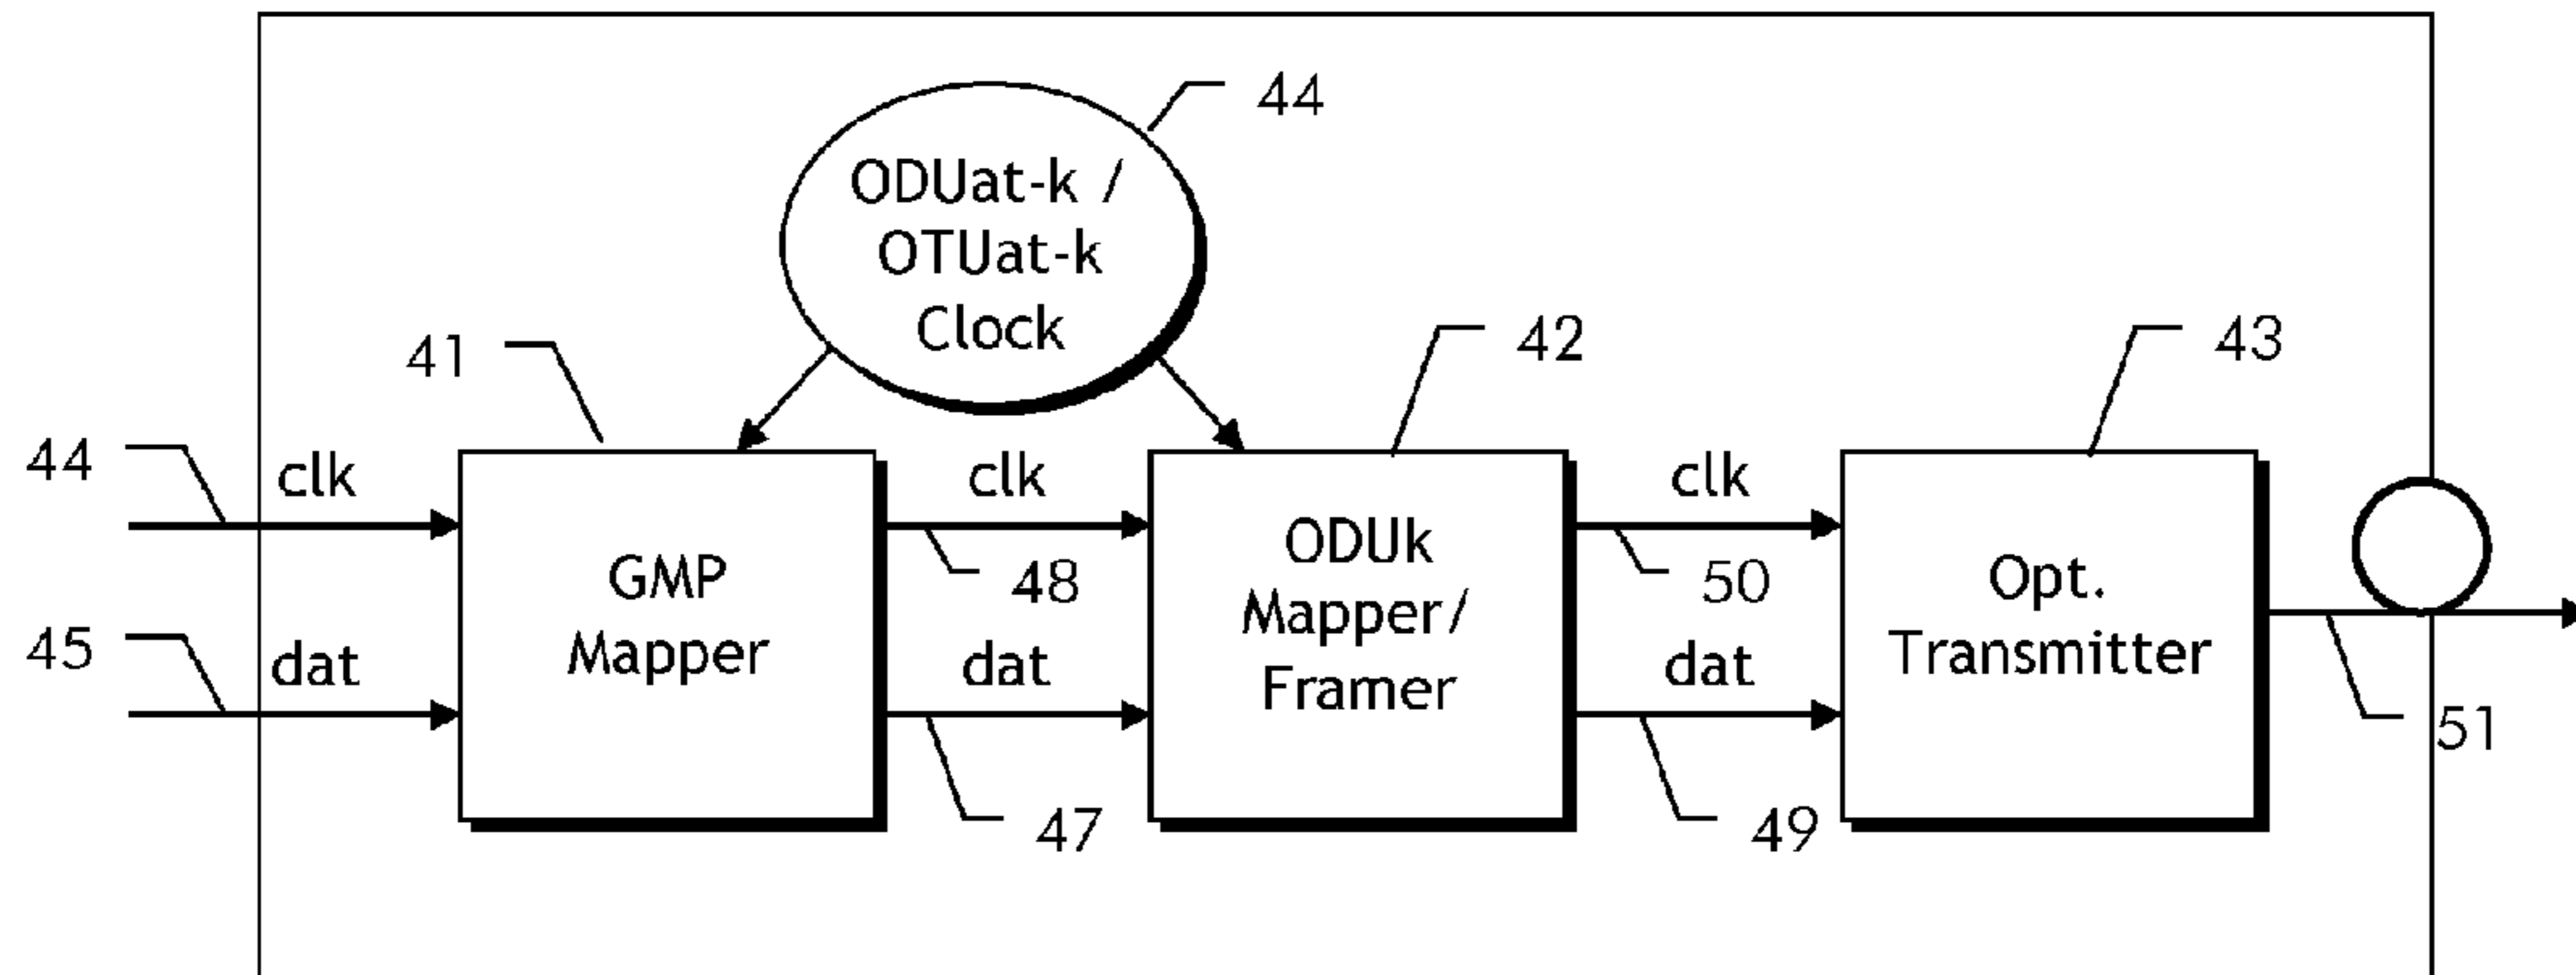 44
ODUat-k /
OTUat-k
Clock
41
42
43
44
clk
clk
clk
GMP
Mapper
48
ODUk
Mapper/
Framer
50
Opt.
Transmitter
45
dat
dat
dat
47
49
51